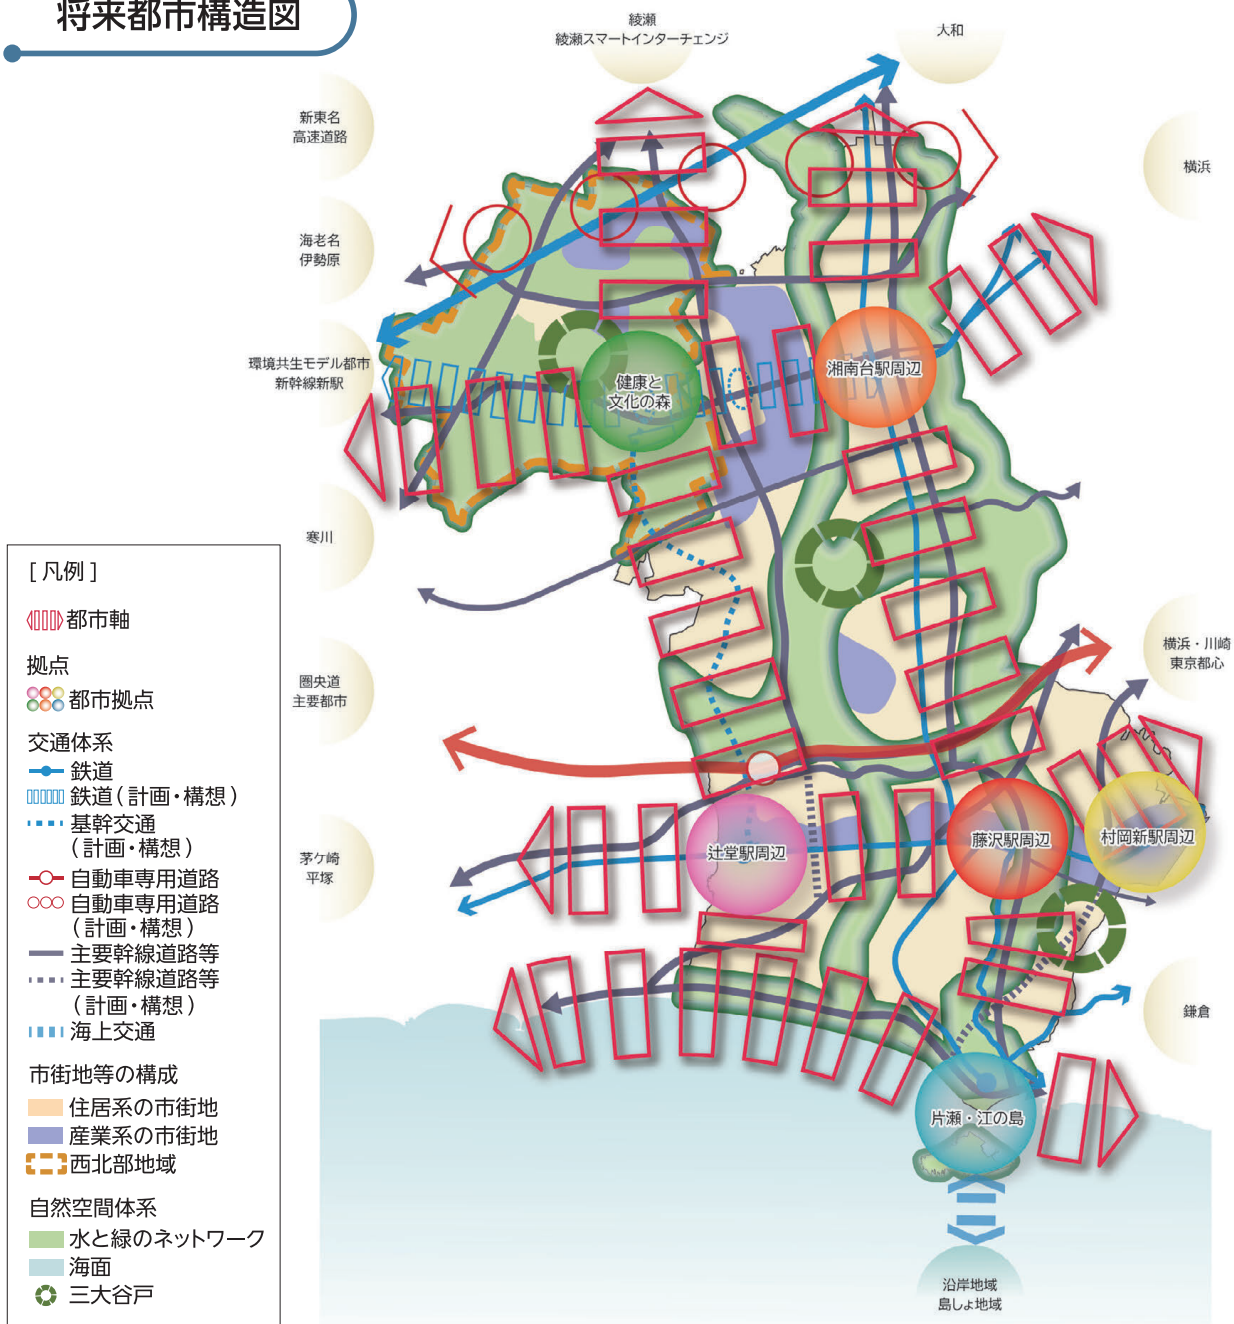 将来都市構造図
綾瀬
綾瀬スマートインターチェンジ
大和
新東名
高速道路
横浜
海老名
伊勢原
環境共生モデル都市
新幹線新駅
健康と
文化の森
湘南台駅周辺
寒川
[ 凡例 ]
都市軸
拠点
都市拠点
交通体系
鉄道
鉄道(計画・構想)
基幹交通
(計画・構想)
自動車専用道路
自動車専用道路
(計画・構想)
主要幹線道路等
主要幹線道路等
(計画・構想)
海上交通
市街地等の構成
住居系の市街地
産業系の市街地
西北部地域
自然空間体系
水と緑のネットワーク
海面
三大谷戸
圏央道
主要都市
横浜・川崎
東京都心
茅ケ崎
平塚
辻堂駅周辺
藤沢駅周辺
村岡新駅周辺
鎌倉
片瀬・江の島
沿岸地域
島しょ地域